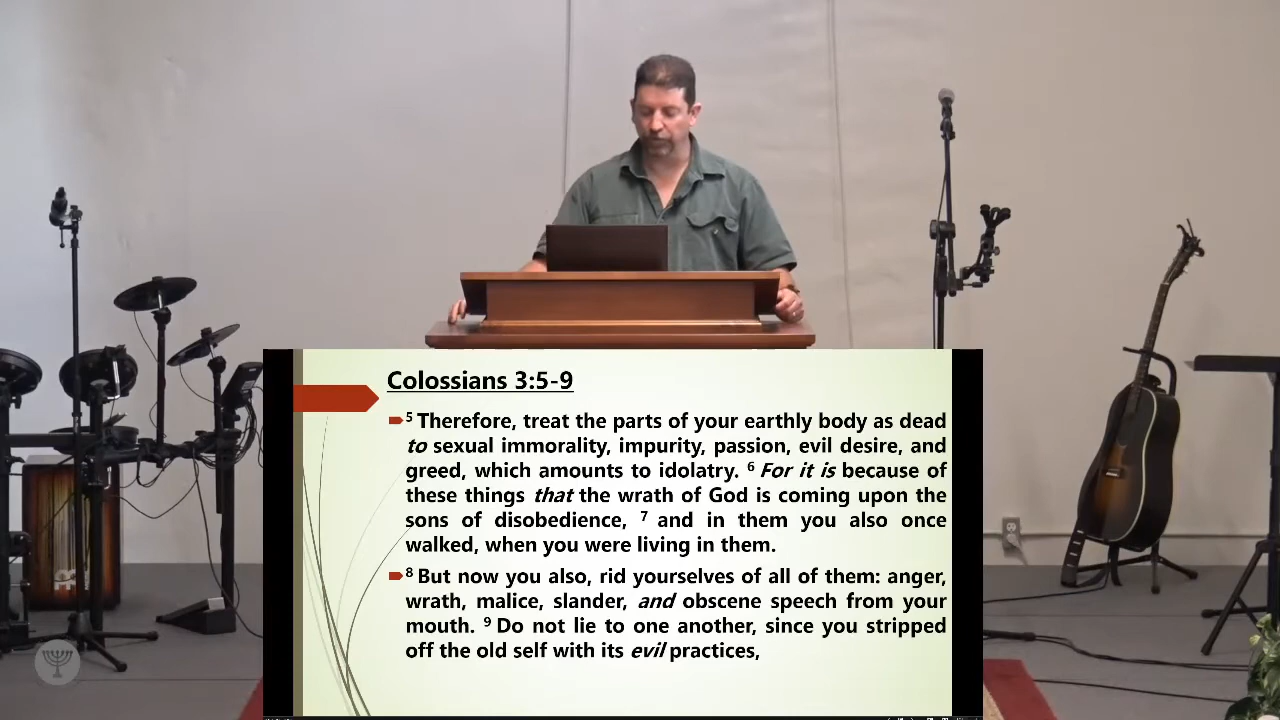 Colossians 3:5-9
5 Therefore, treat the parts of your earthly body as dead
to sexual immorality, impurity, passion, evil desire, and
greed, which amounts to idolatry. 6 For it is because of
these things that the wrath of God is coming upon the
sons of disobedience, 7 and in them you also once
walked, when you were living in them.
8 But now you also, rid yourselves of all of them: anger,
wrath, malice, slander, and obscene speech from your
mouth. 9 Do not lie to one another, since you stripped
off the old self with its evil practices,